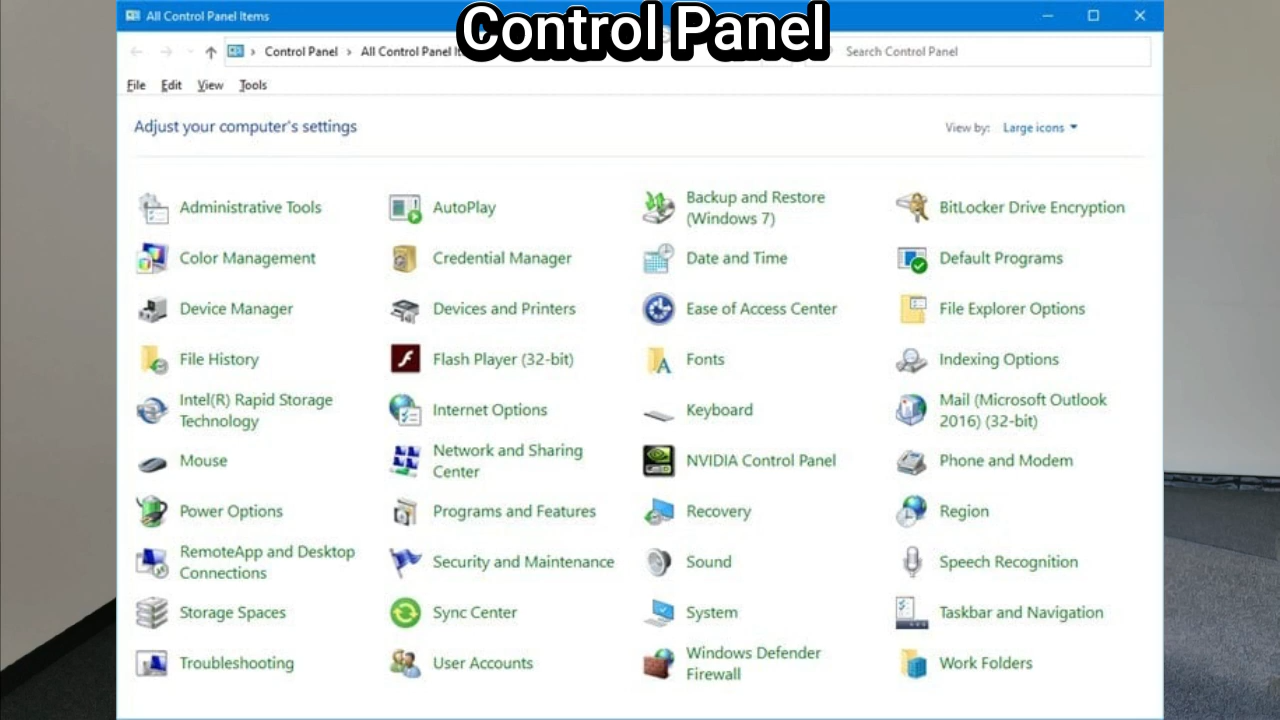 All Control Panel Items
Control Panel
Control Panel > All Control Panel It
Search Control Panel
File Edit View Tools
Adjust your computer's settings
View by: Large icons
Administrative Tools
AutoPlay
Backup and Restore
(Windows 7)
BitLocker Drive Encryption
Color Management
Credential Manager
Date and Time
Default Programs
Device Manager
Devices and Printers
Ease of Access Center
File Explorer Options
File History
Flash Player (32-bit)
Fonts
Indexing Options
Intel(R) Rapid Storage
Technology
Internet Options
Keyboard
Mail (Microsoft Outlook
2016) (32-bit)
Mouse
Network and Sharing
Center
NVIDIA Control Panel
Phone and Modem
Power Options
Programs and Features
Recovery
Region
RemoteApp and Desktop
Connections
Security and Maintenance
Sound
Speech Recognition
Storage Spaces
Sync Center
System
Taskbar and Navigation
Troubleshooting
User Accounts
Windows Defender
Firewall
Work Folders